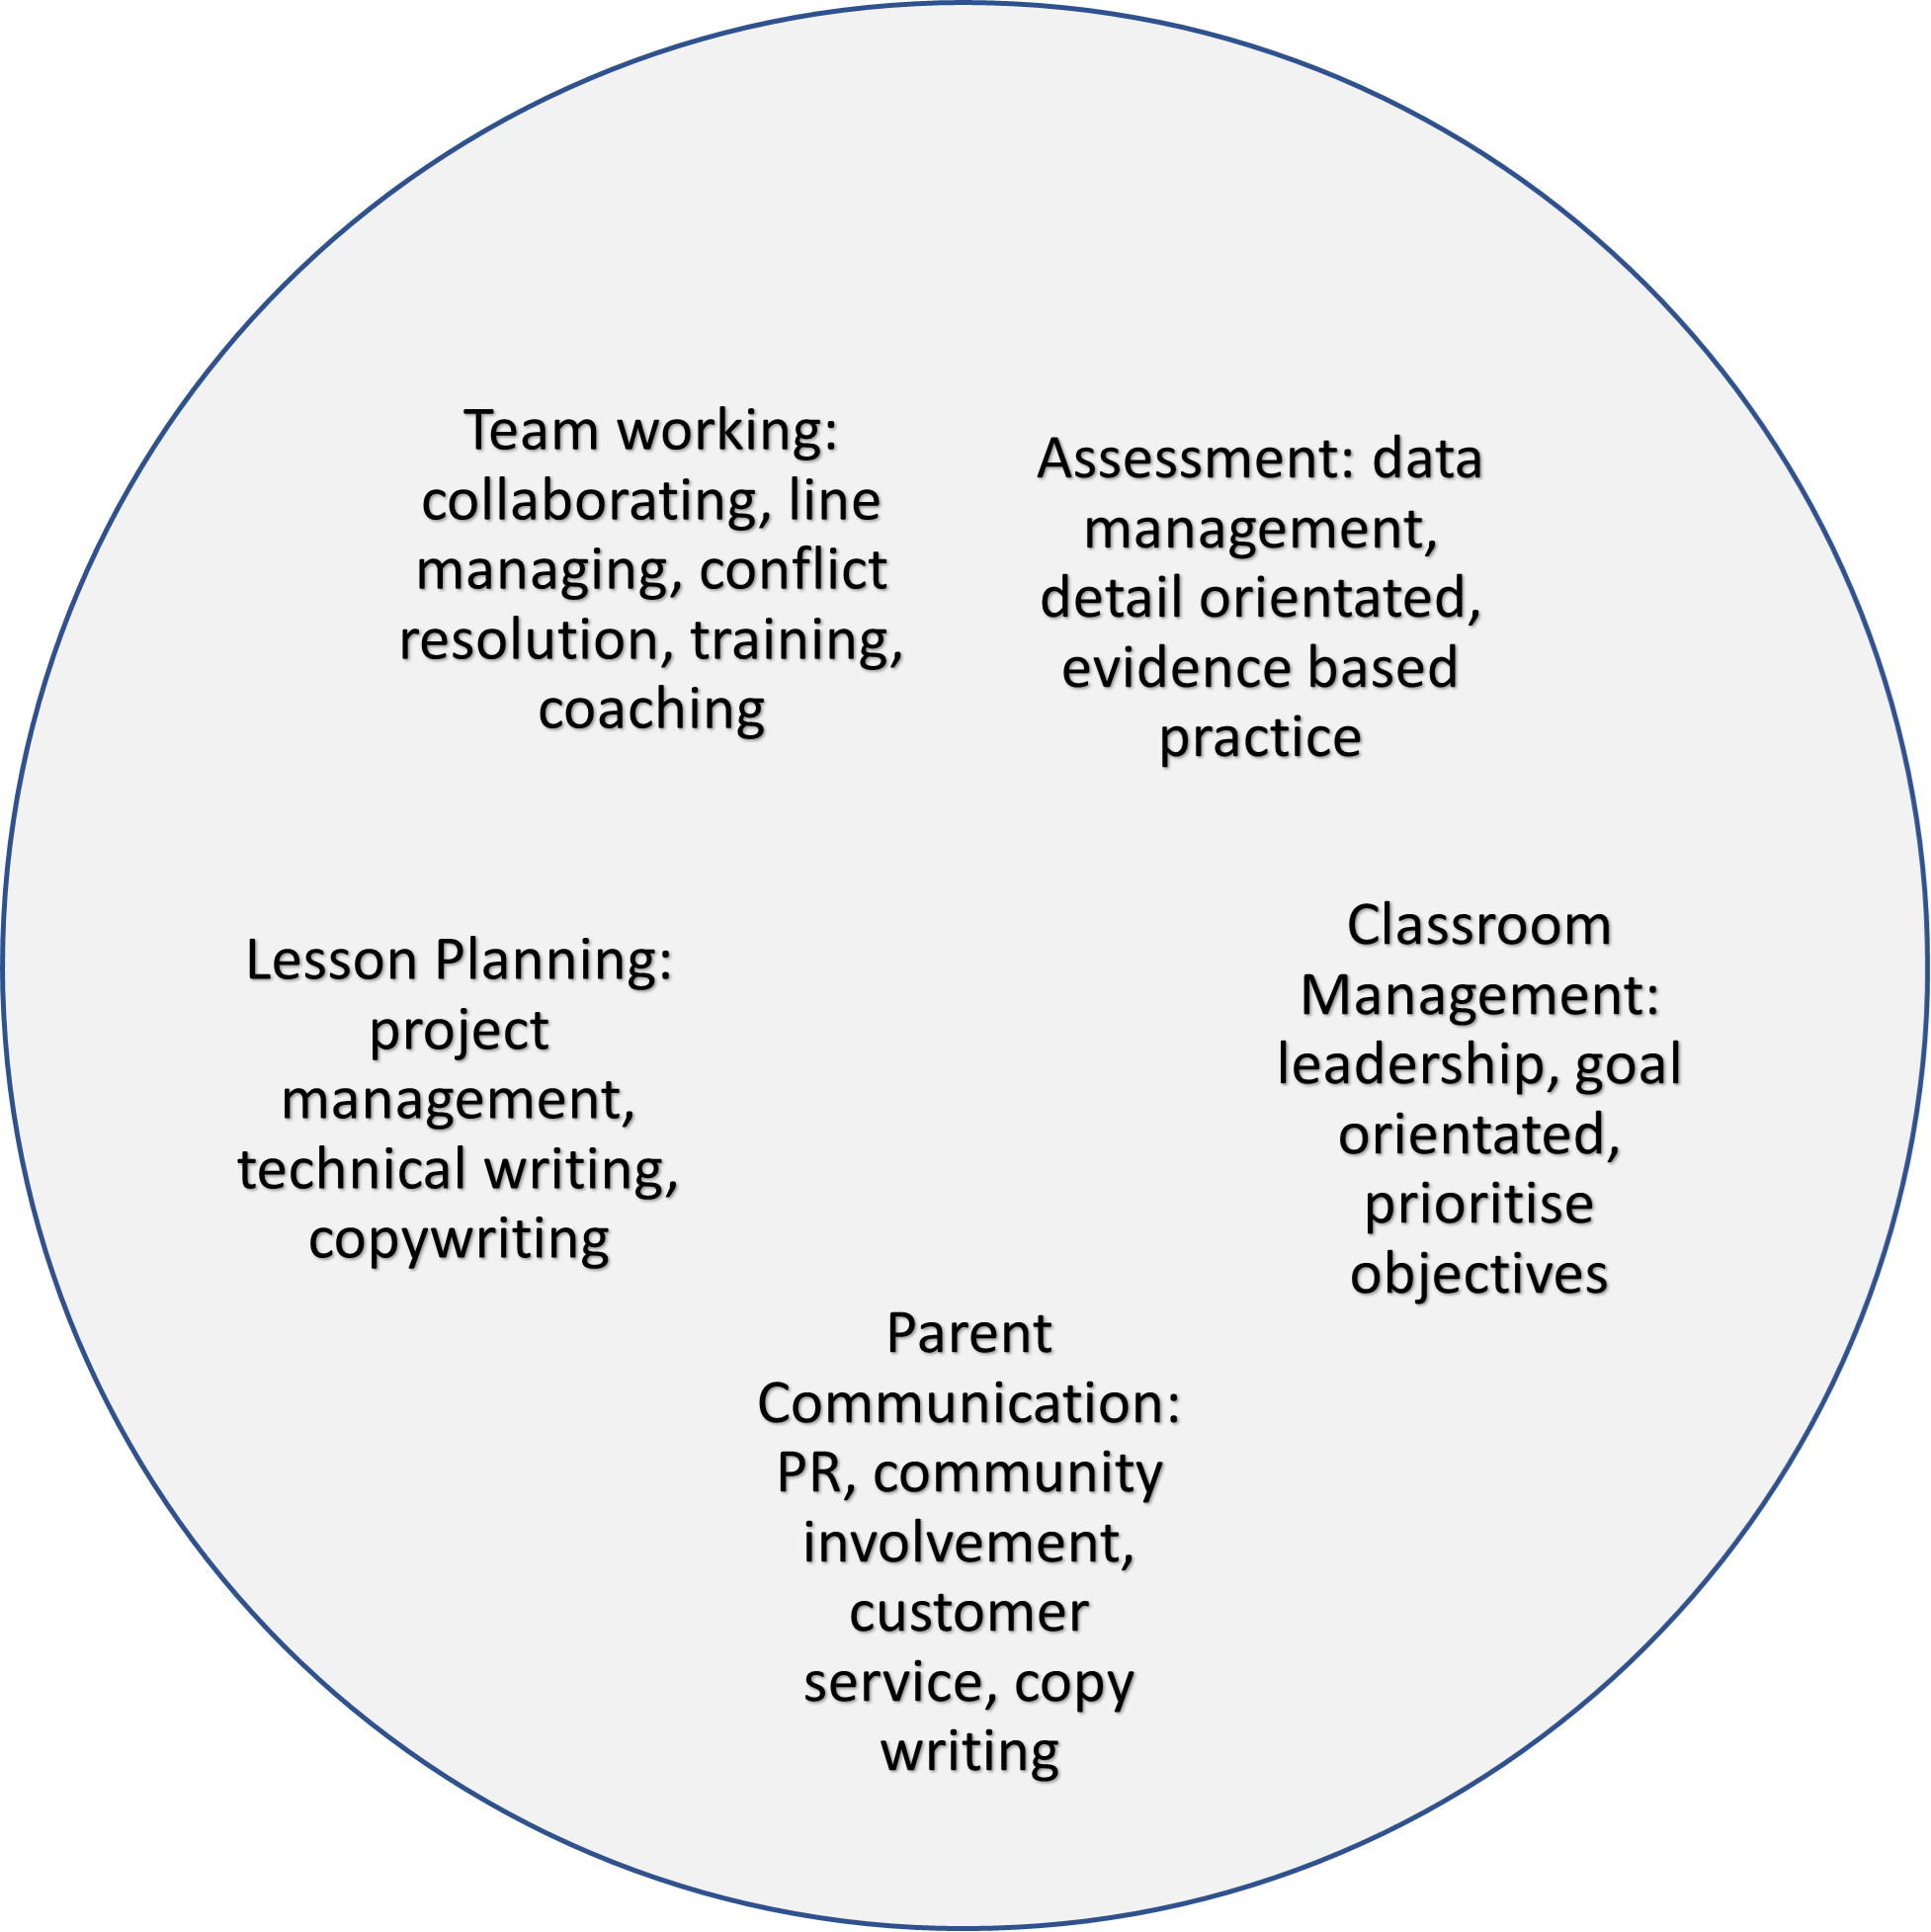 Team working:
collaborating, line
managing, conflict
resolution, training,
coaching
Assessment: data
management,
detail orientated,
evidence based
practice
Lesson Planning:
project
management,
technical writing,
copywriting
Classroom
Management:
leadership, goal
orientated,
prioritise
objectives
Parent
Communication:
PR, community
involvement,
customer
service, copy
writing